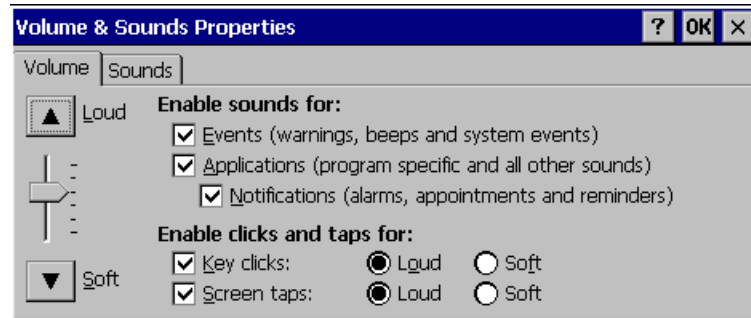 Volume & Sounds Properties ? OK ×
Volume Sounds
Loud
Enable sounds for:
Events (warnings, beeps and system events)
Applications (program specific and all other sounds)
Notifications (alarms, appointments and reminders)
Enable clicks and taps for:
Key clicks: Loud Soft
Soft
Screen taps: Loud Soft